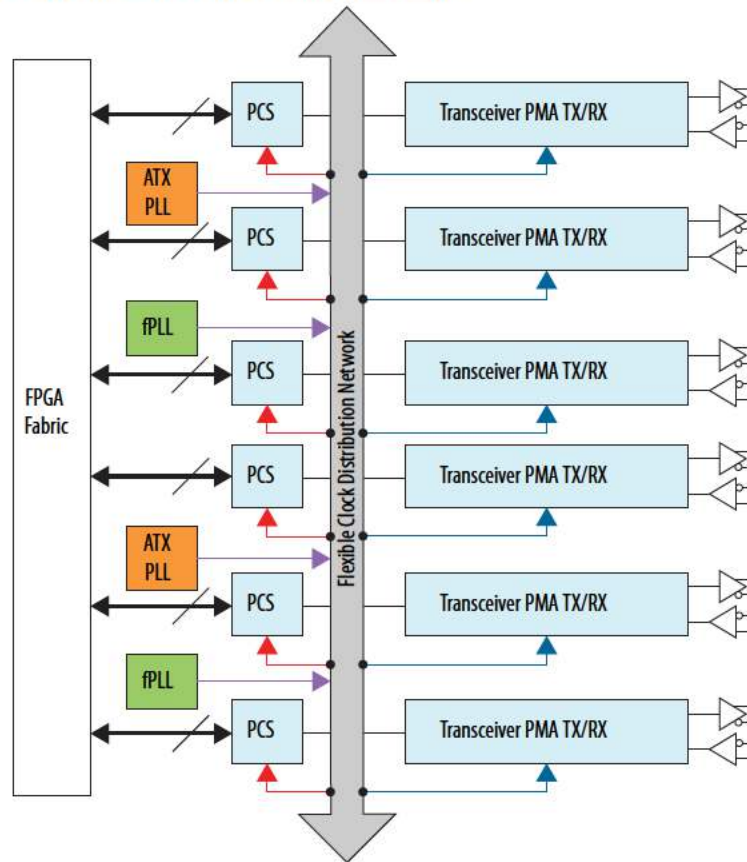 PCS
Transceiver PMA TX/RX
ATX
PLL
PCS
Transceiver PMA TX/RX
fPLL
PCS
Transceiver PMA TX/RX
FPGA
Fabric
Flexible Clock Distribution Network
PCS
Transceiver PMA TX/RX
ATX
PLL
PCS
Transceiver PMA TX/RX
fPLL
PCS
Transceiver PMA TX/RX